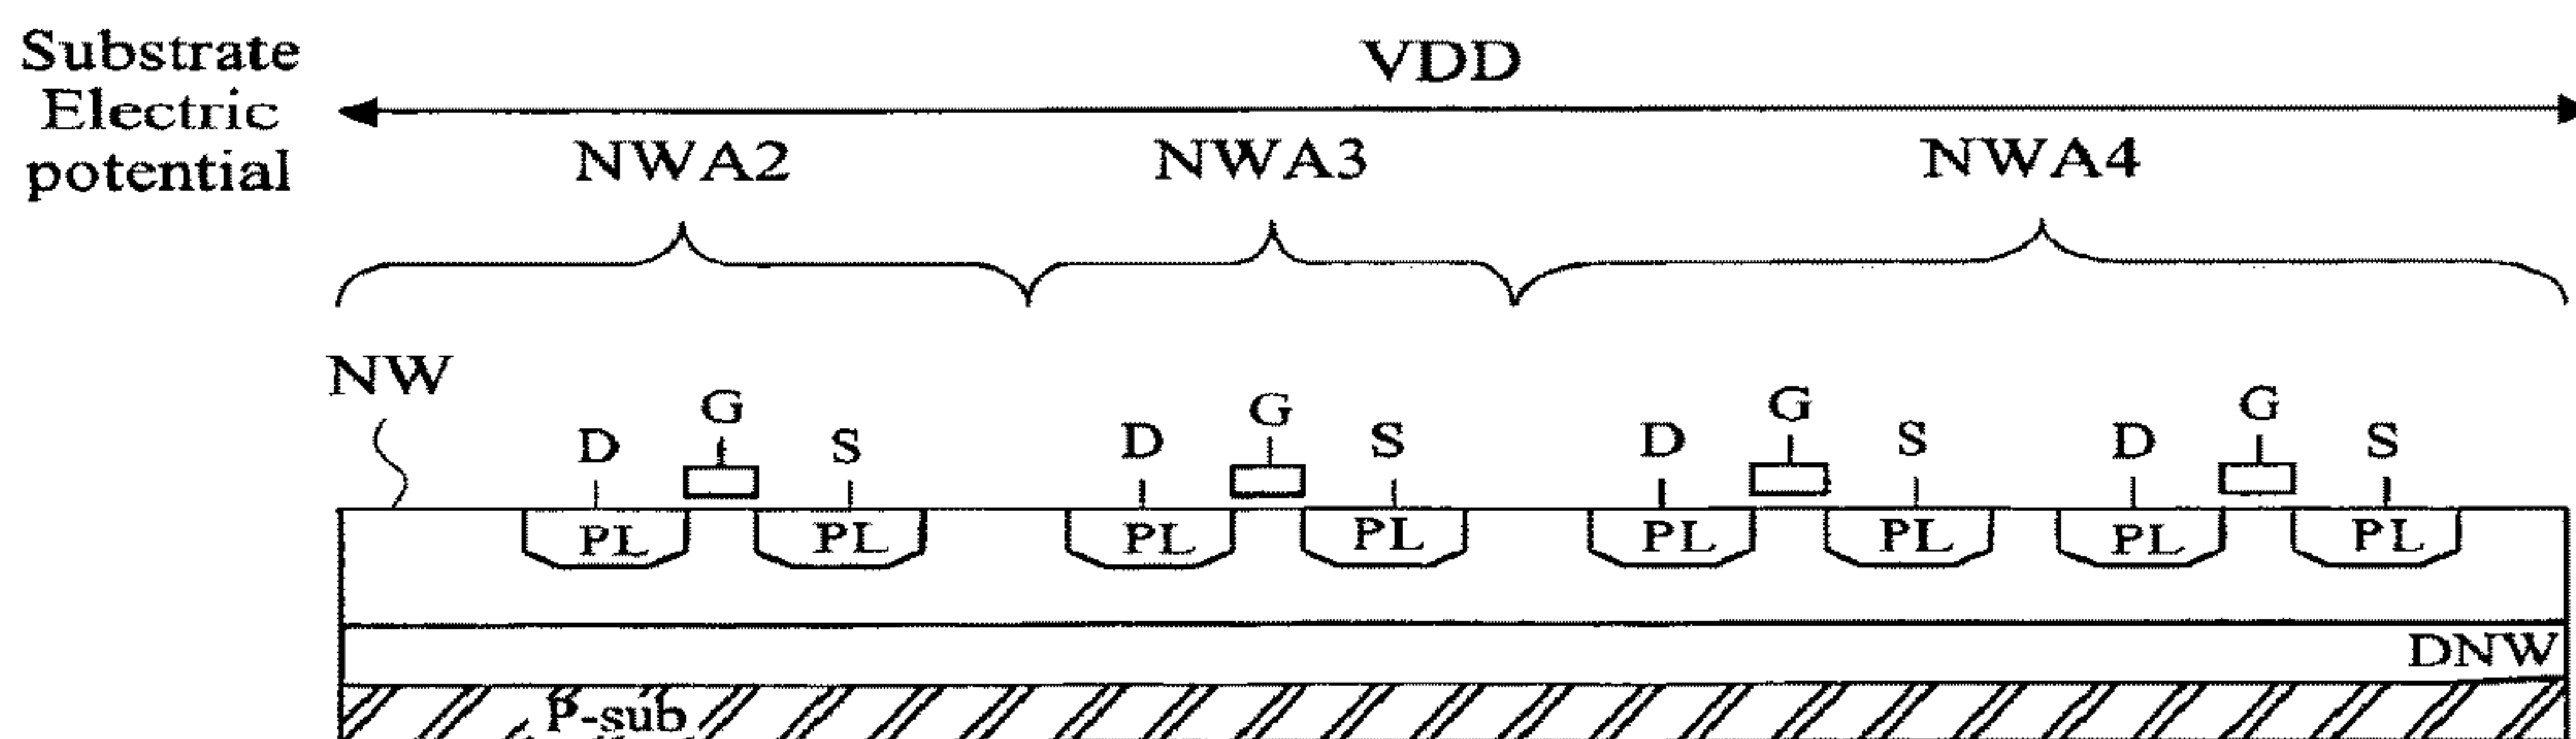 Substrate
Electric
potential
VDD
NWA2 NWA3 NWA4
NW
D G S D G S D G S D G S
PL PL PL PL PL PL PL PL
DNW
P-sub